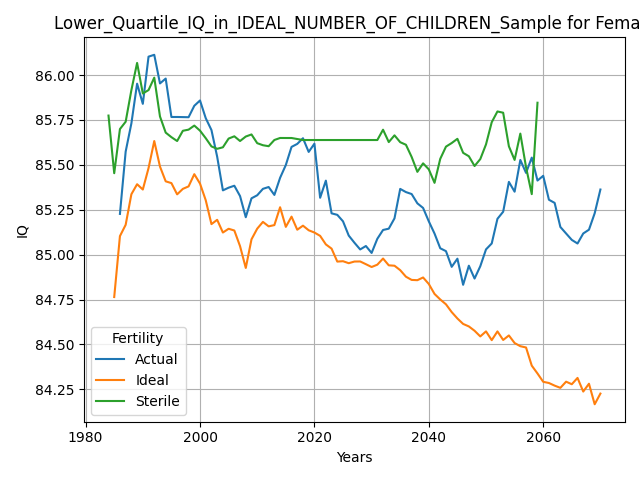 Lower_Quartile_IQ_in_IDEAL_NUMBER_OF_CHILDREN_Sample for Fema
86.00
85.75
85.50
85.25
85.00
84.75
84.50
84.25
IQ
Fertility
Actual
Ideal
Sterile
1980
2000
2020
2040
2060
Years